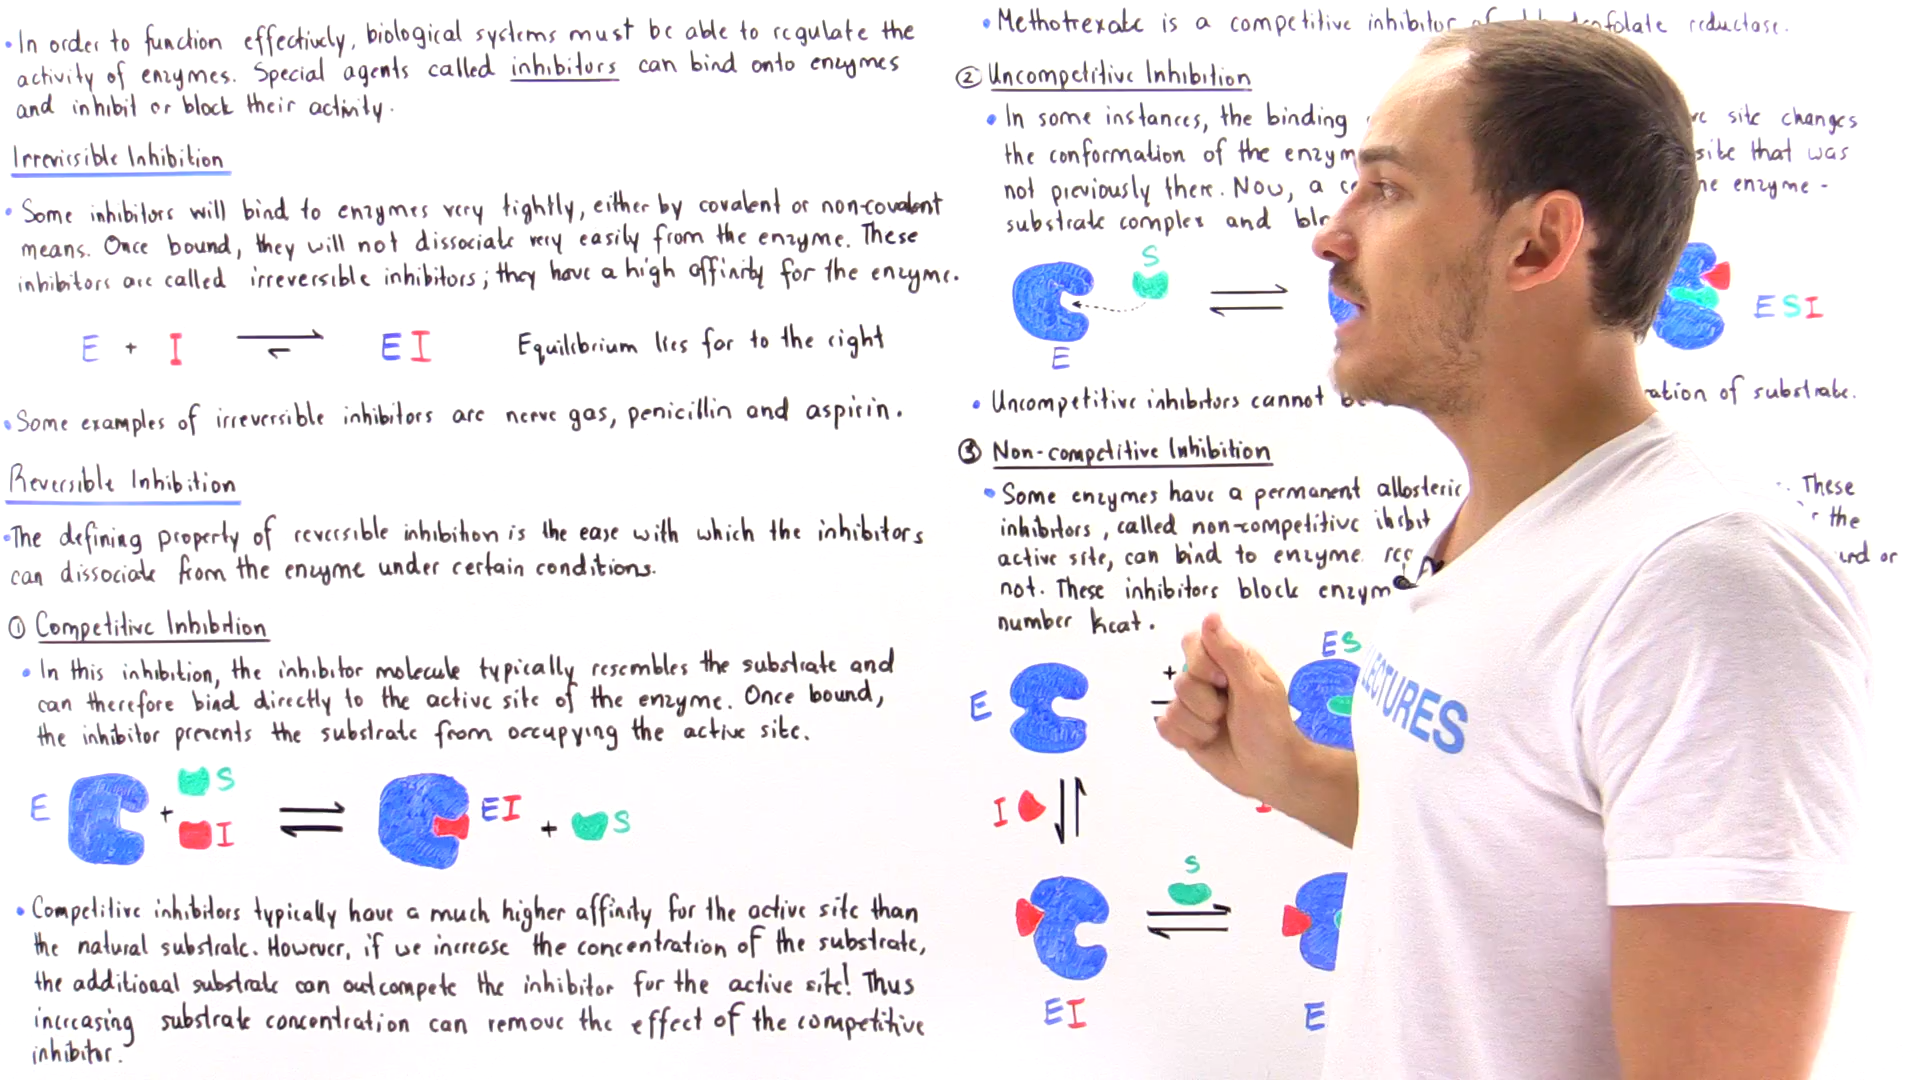 • In order to function effectively, biological systems must be able to regulate the
activity of enzymes. Special agents called inhibitors can bind onto enzymes
and inhibit or block their activity.
Irreversible Inhibition
• Some inhibitors will bind to enzymes very tightly, either by covalent or non-covalent
means. Once bound, they will not dissociate very easily from the enzyme. These
inhibitors are called irreversible inhibitors; they have a high affinity for the enzyme.
E + I ⇌ EI Equilibrium lies far to the right
• Some examples of irreversible inhibitors are nerve gas, penicillin and aspirin.
Reversible Inhibition
• The defining property of reversible inhibition is the ease with which the inhibitors
can dissociate from the enzyme under certain conditions.
① Competitive Inhibition
• In this inhibition, the inhibitor molecule typically resembles the substrate and
can therefore bind directly to the active site of the enzyme. Once bound,
the inhibitor prevents the substrate from occupying the active site.
E + S I ⇌ EI + S
• Competitive inhibitors typically have a much higher affinity for the active site than
the natural substrate. However, if we increase the concentration of the substrate,
the additional substrate can outcompete the inhibitor for the active site! Thus
increasing substrate concentration can remove the effect of the competitive
inhibitor.
• Methotrexate is a competitive inhibitor reductase.
② Uncompetitive Inhibition
• In some instances, the binding site changes
the conformation of the site that was
not previously there. Now, a enzyme -
substrate complex and
S
E ⇌ ESI
• Uncompetitive inhibitors cannot of substrate.
③ Non-competitive Inhibition
• Some enzymes have a permanent allosteric These
inhibitors, called non-competitive the
active site, can bind to enzyme or
not. These inhibitors block
number kcat.
E + ES
I
S
EI E
LECTURES